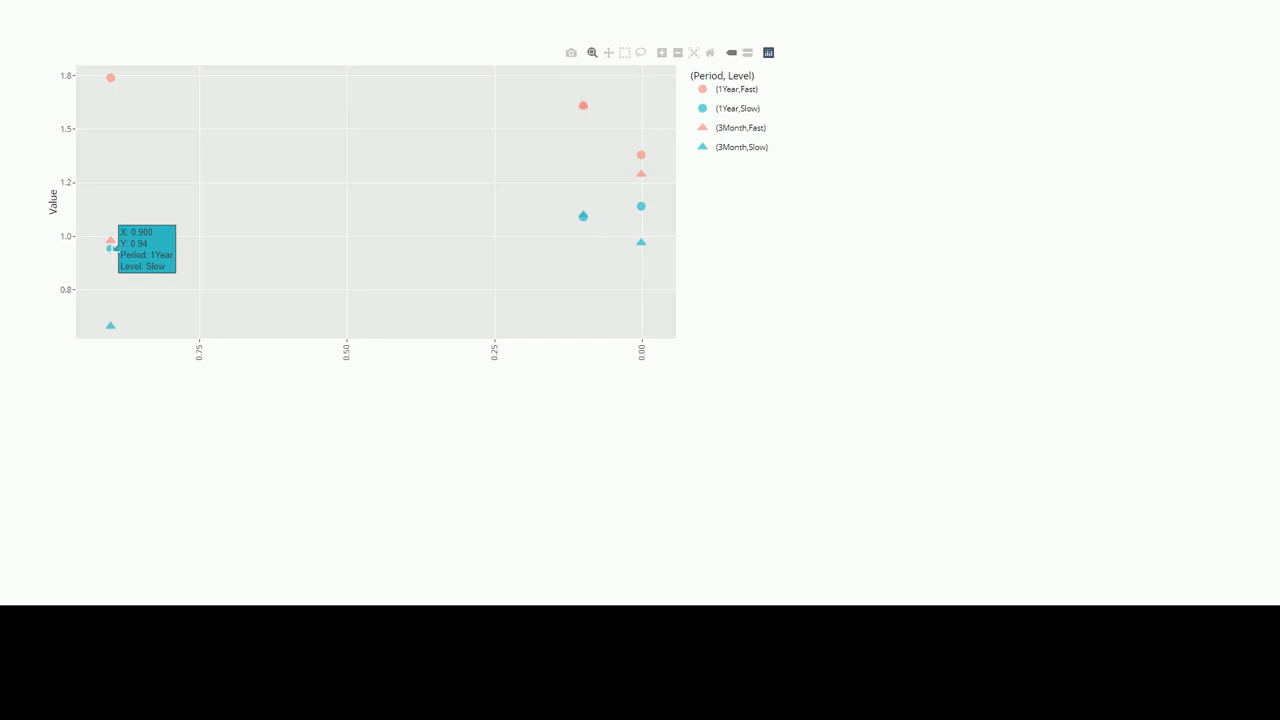 (Period, Level)
(1Year,Fast)
(1Year,Slow)
(3Month,Fast)
(3Month,Slow)
Value
1.8
1.5
1.2
1.0
0.8
X: 0.900
Y: 0.94
Period: 1Year
Level: Slow
0.75
0.50
0.25
0.00